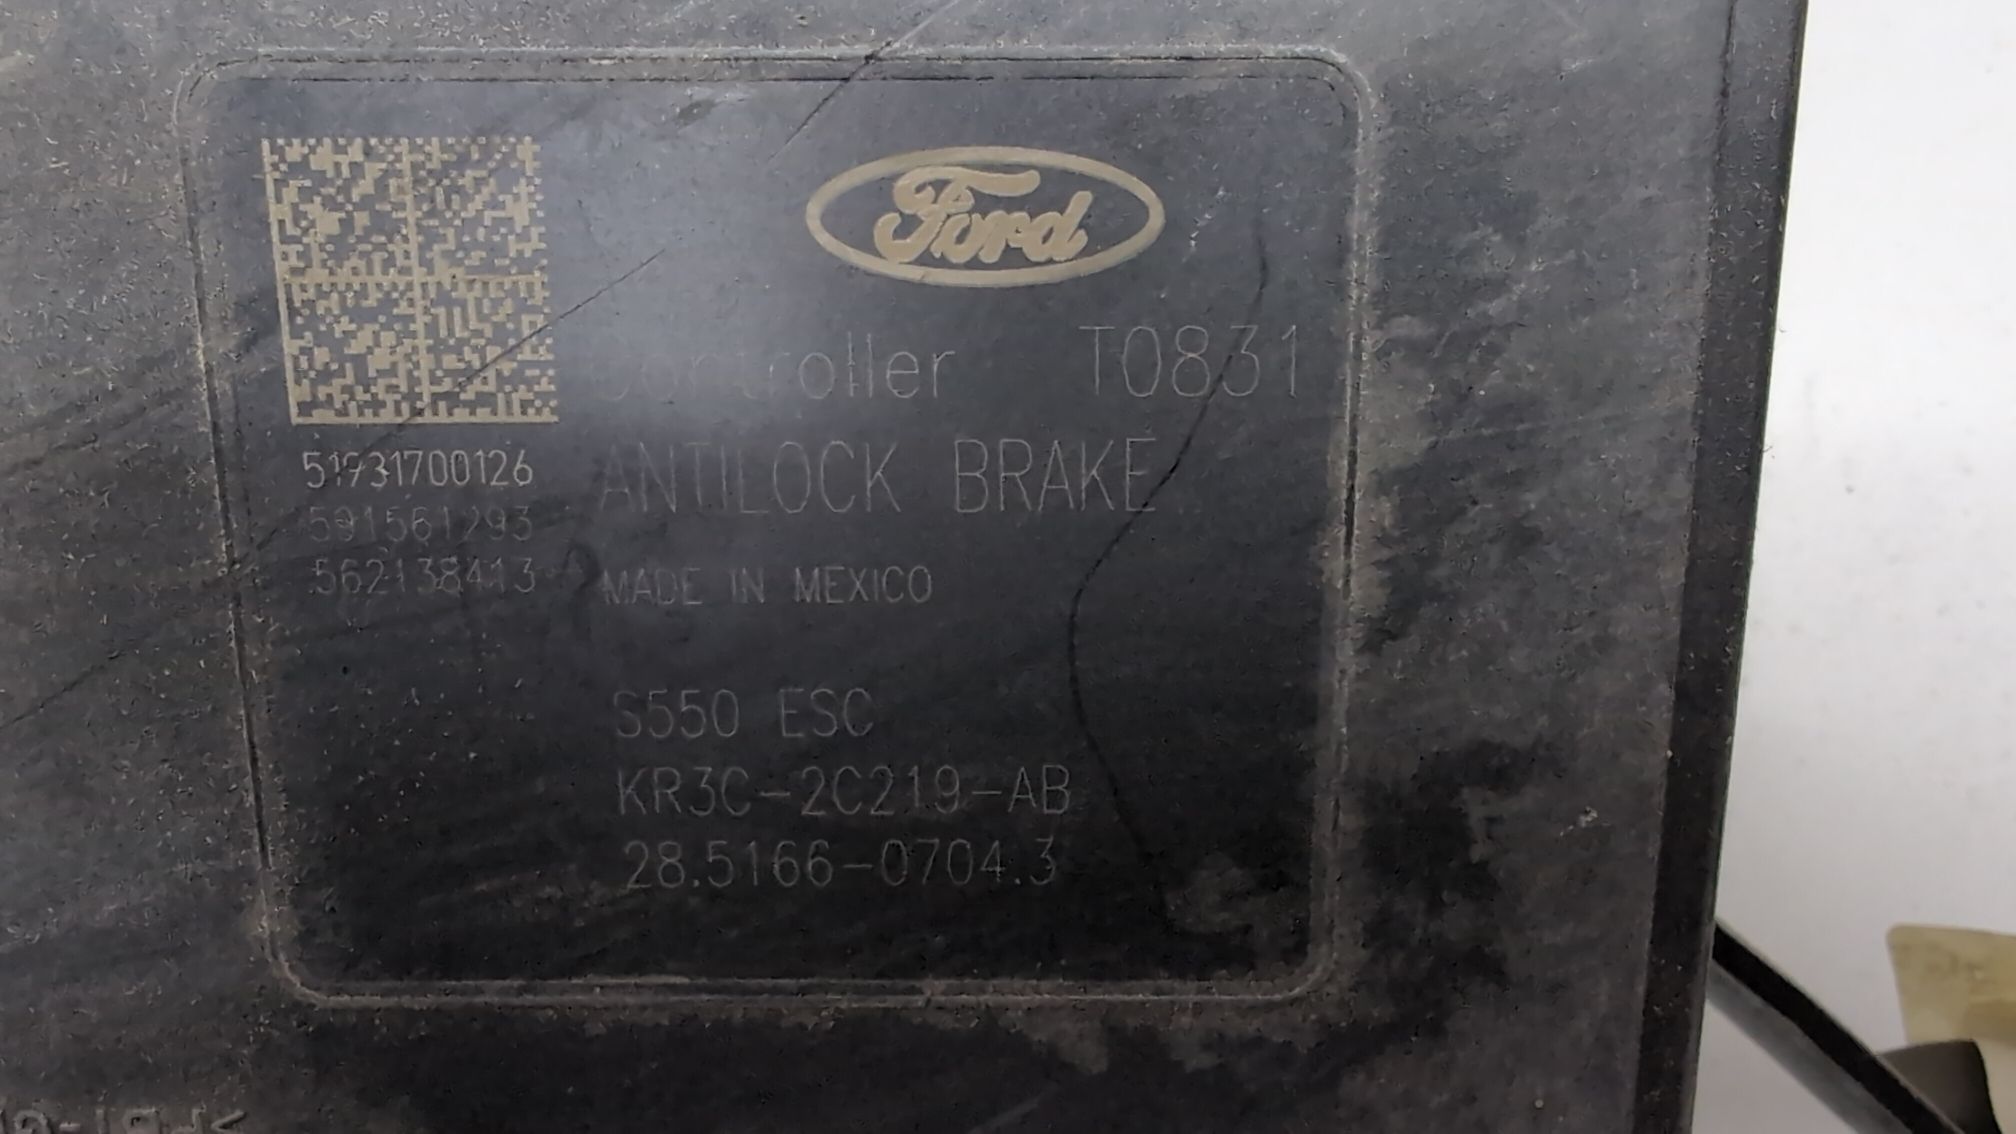 Ford
Controller T0831
ANTILOCK BRAKE
MADE IN MEXICO
51931700126
591561293
562138413
S550 ESC
KR3C-2C219-AB
28.5166-0704.3